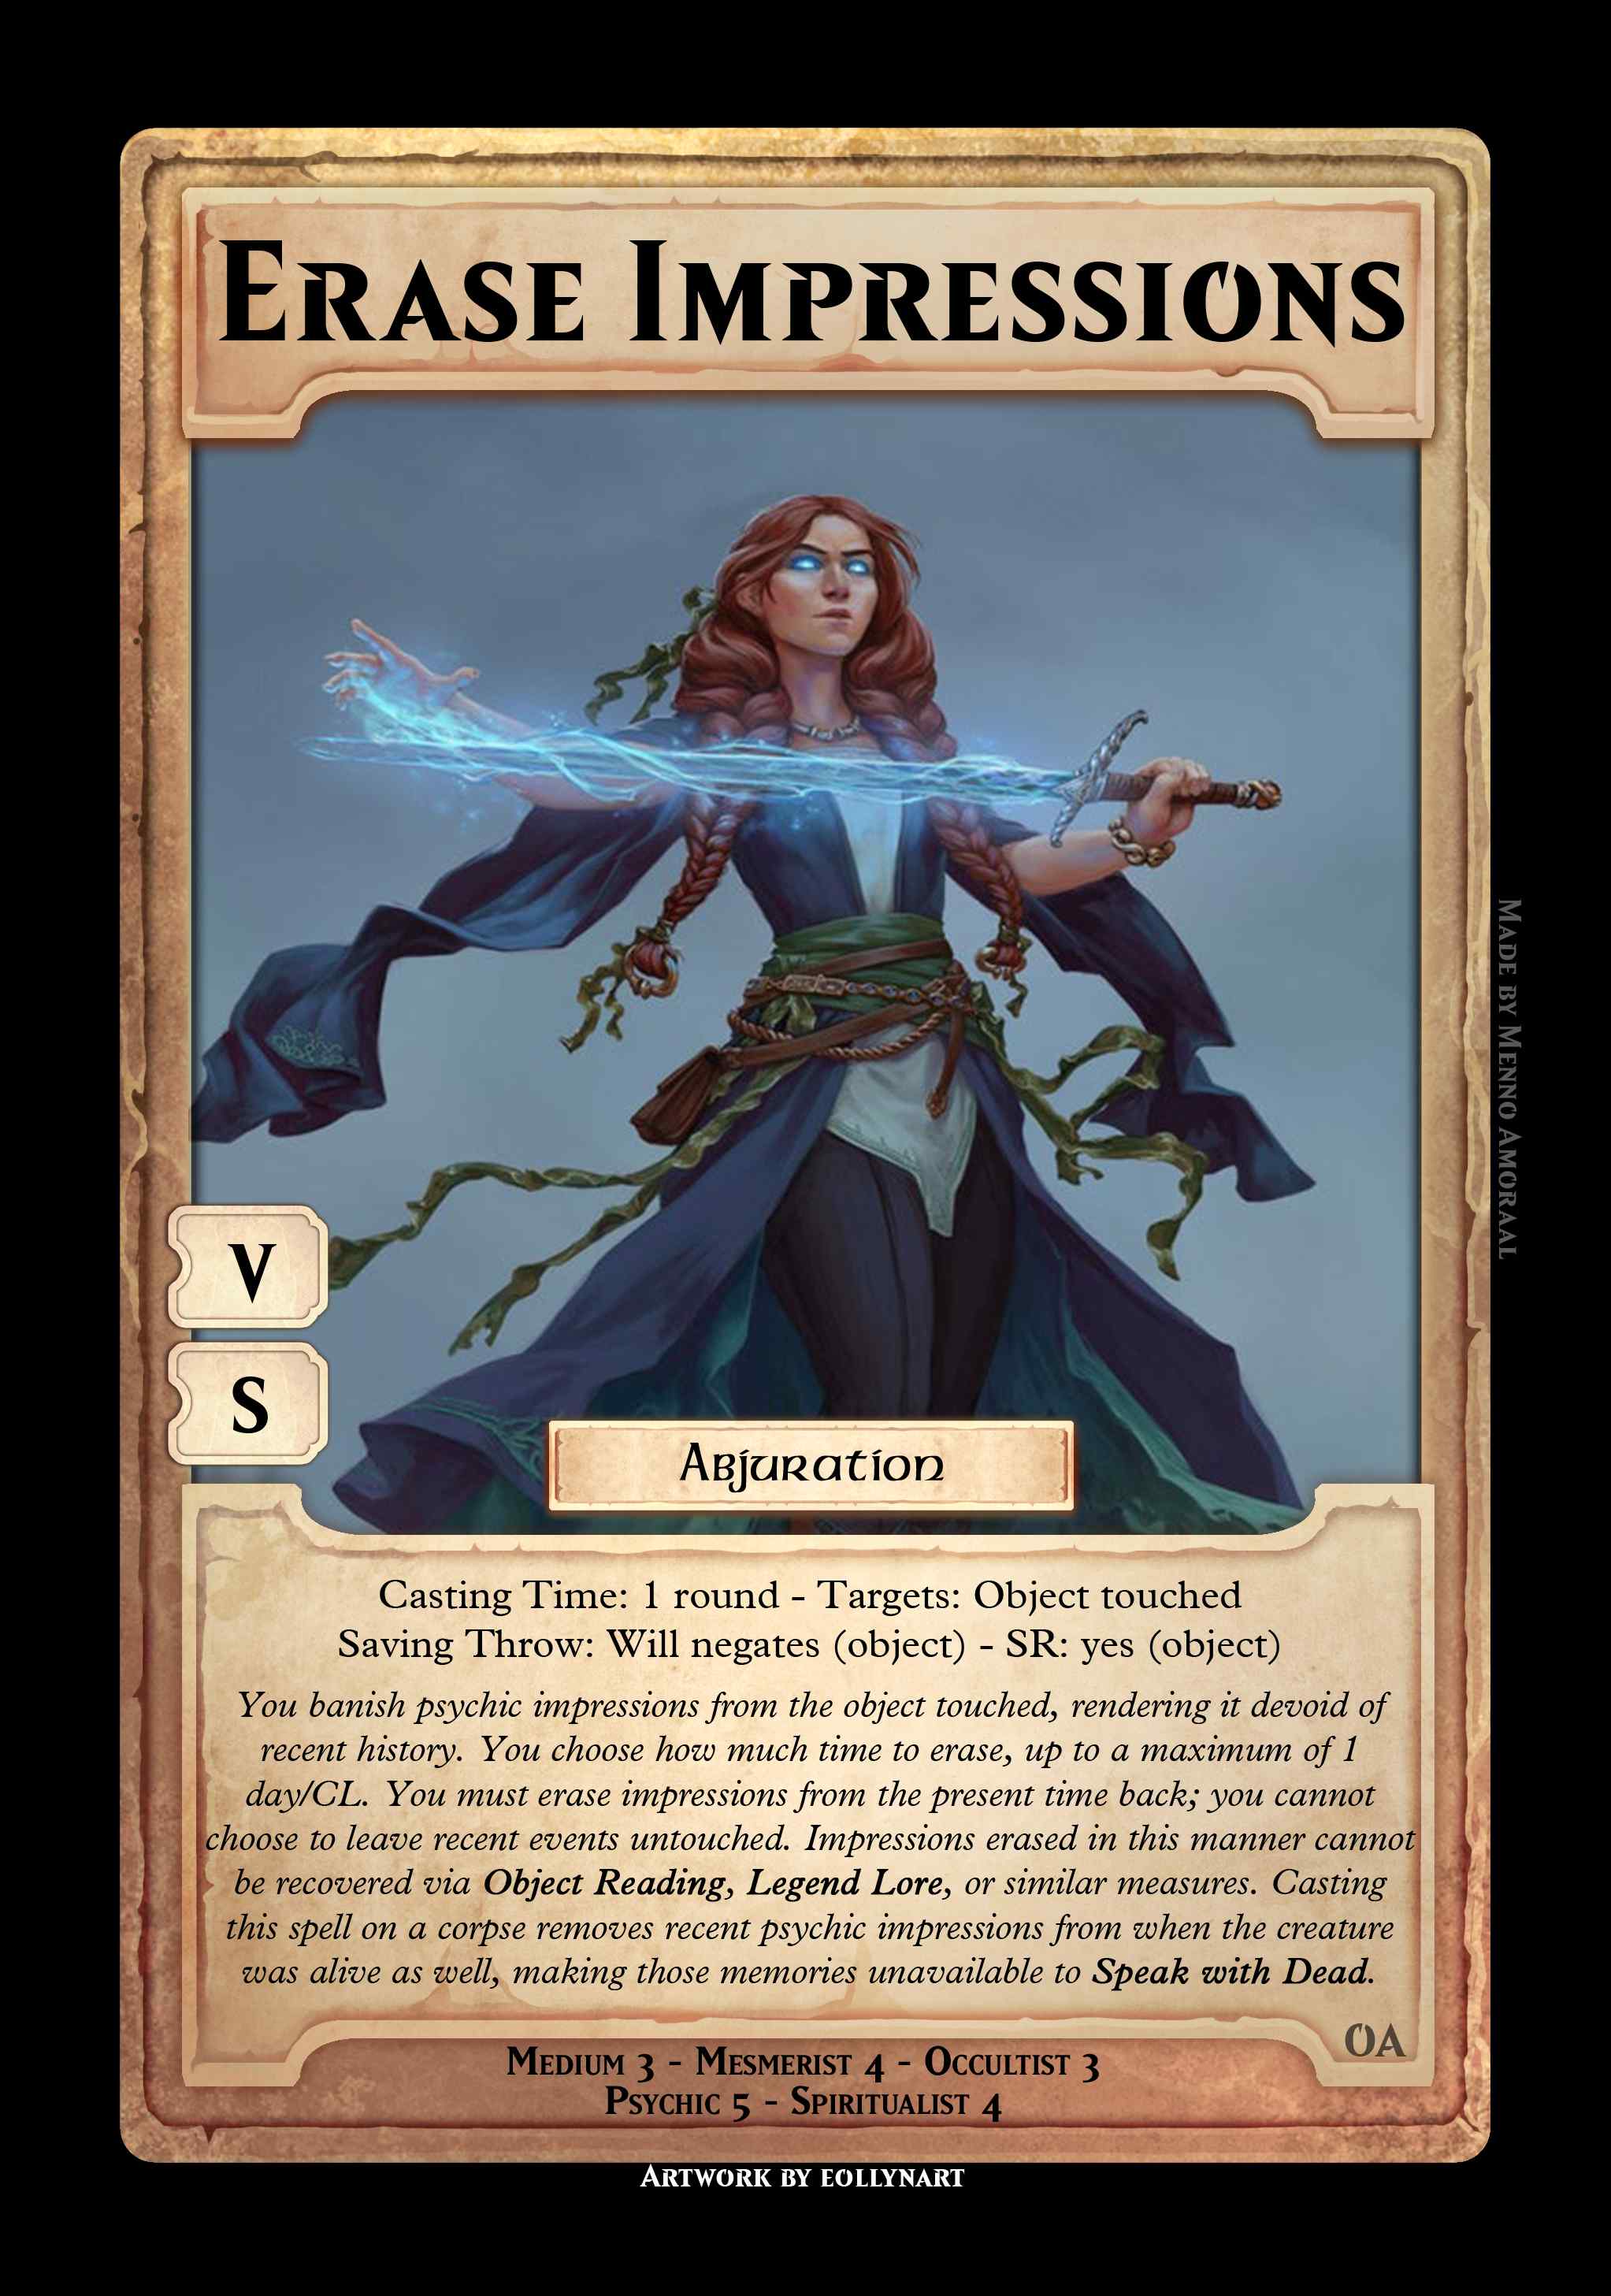 Erase Impressions
Made by Menno Amoraal
V
S
Abjuration
Casting Time: 1 round - Targets: Object touched
Saving Throw: Will negates (object) - SR: yes (object)
You banish psychic impressions from the object touched, rendering it devoid of
recent history. You choose how much time to erase, up to a maximum of 1
day/CL. You must erase impressions from the present time back; you cannot
choose to leave recent events untouched. Impressions erased in this manner cannot
be recovered via Object Reading, Legend Lore, or similar measures. Casting
this spell on a corpse removes recent psychic impressions from when the creature
was alive as well, making those memories unavailable to Speak with Dead.
OA
Medium 3 - Mesmerist 4 - Occultist 3
Psychic 5 - Spiritualist 4
Artwork by eollynart